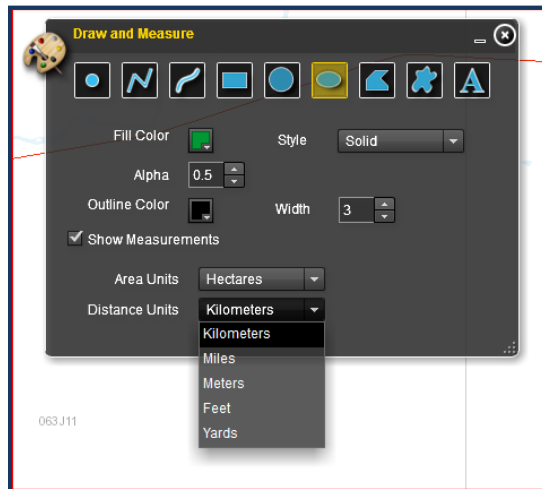 Draw and Measure
A
Fill Color Style Solid
Alpha 0.5
Outline Color Width 3
Show Measurements
Area Units Hectares
Distance Units Kilometers
Kilometers
Miles
Meters
Feet
Yards
063J11